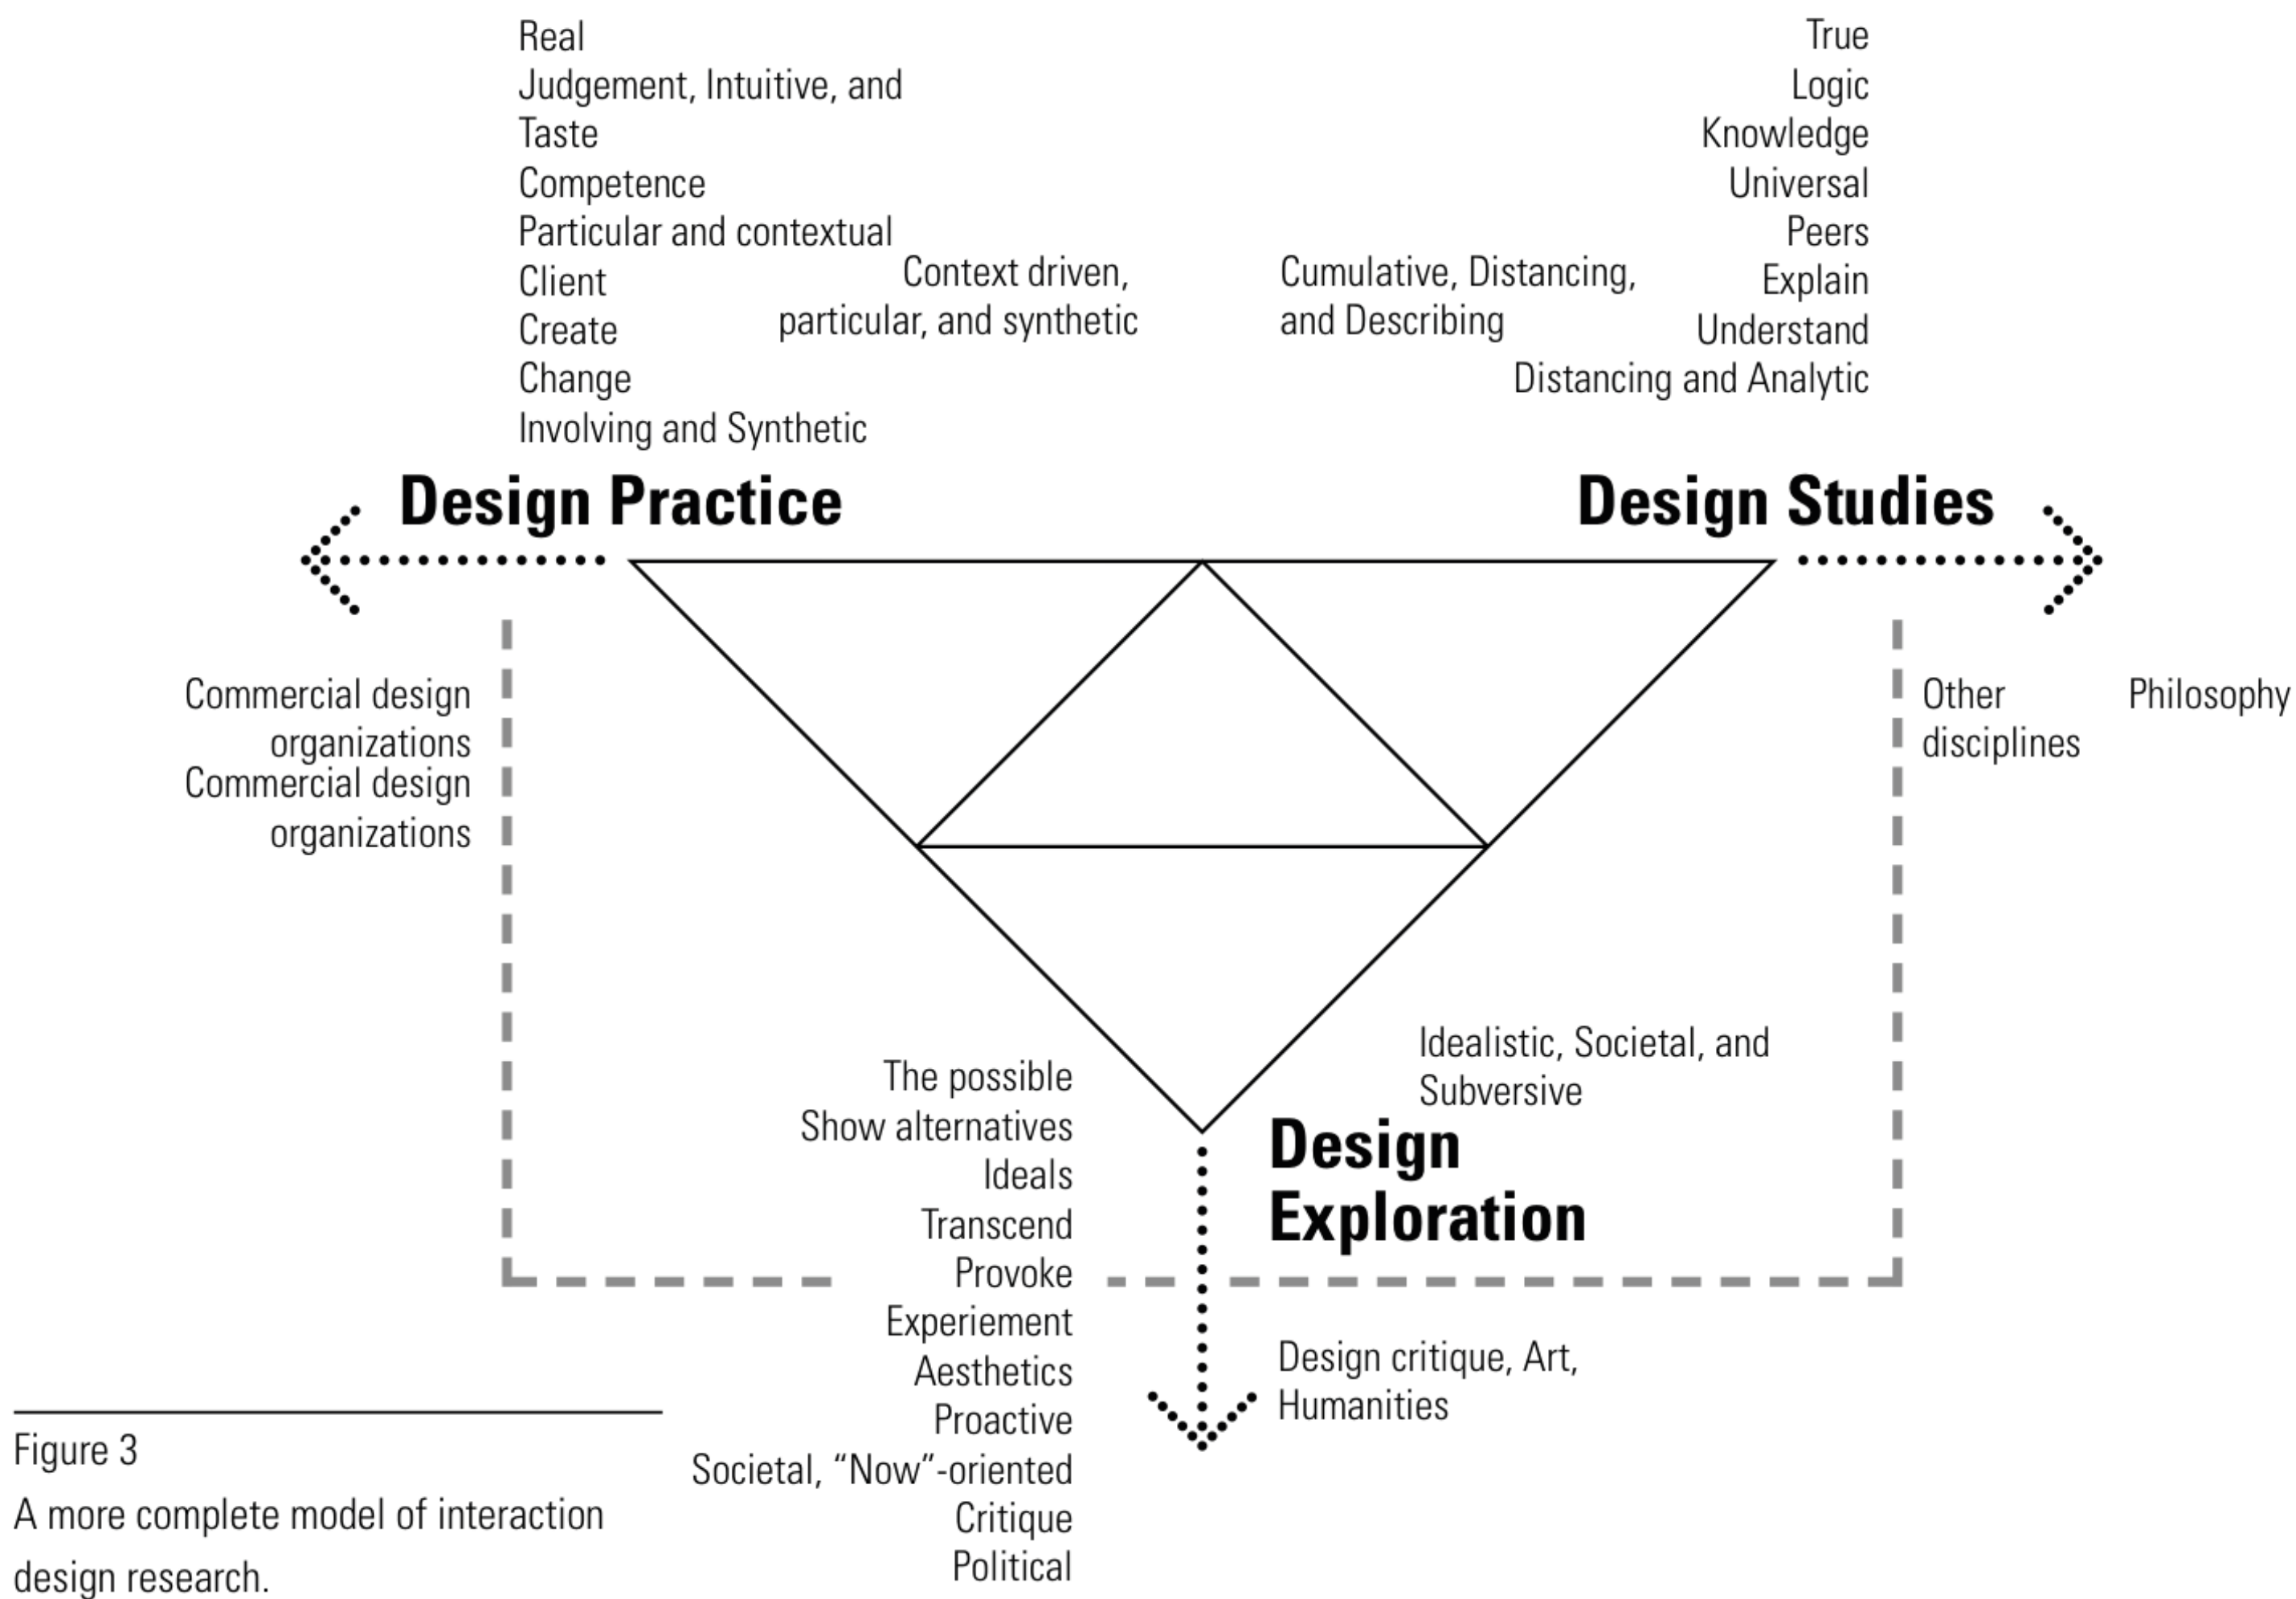 Real
Judgement, Intuitive, and
Taste
Competence
Particular and contextual
Client
Create
Change
Involving and Synthetic
Context driven,
particular, and synthetic
Cumulative, Distancing,
and Describing
True
Logic
Knowledge
Universal
Peers
Explain
Understand
Distancing and Analytic
Design Practice
Design Studies
Commercial design
organizations
Commercial design
organizations
Other
disciplines
Philosophy
Idealistic, Societal, and
Subversive
Design
Exploration
The possible
Show alternatives
Ideals
Transcend
Provoke
Experiement
Aesthetics
Proactive
Societal, “Now”-oriented
Critique
Political
Design critique, Art,
Humanities
Figure 3
A more complete model of interaction
design research.